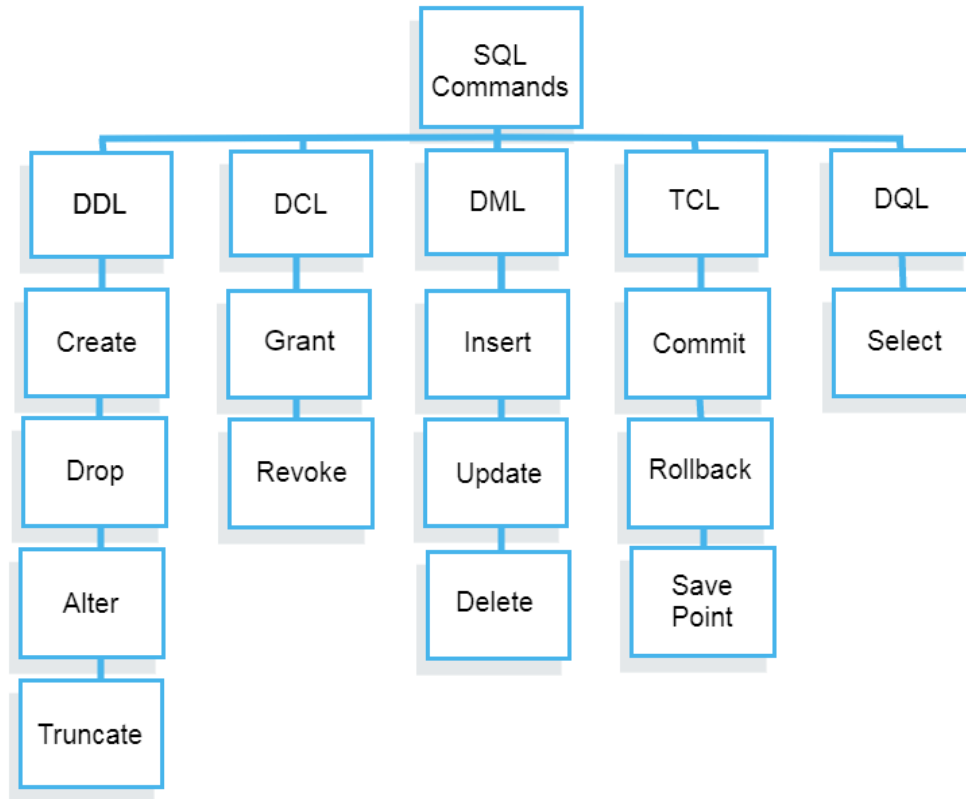 SQL
Commands
DDL
DCL
DML
TCL
DQL
Create
Grant
Insert
Commit
Select
Drop
Revoke
Update
Rollback
Alter
Delete
Save
Point
Truncate